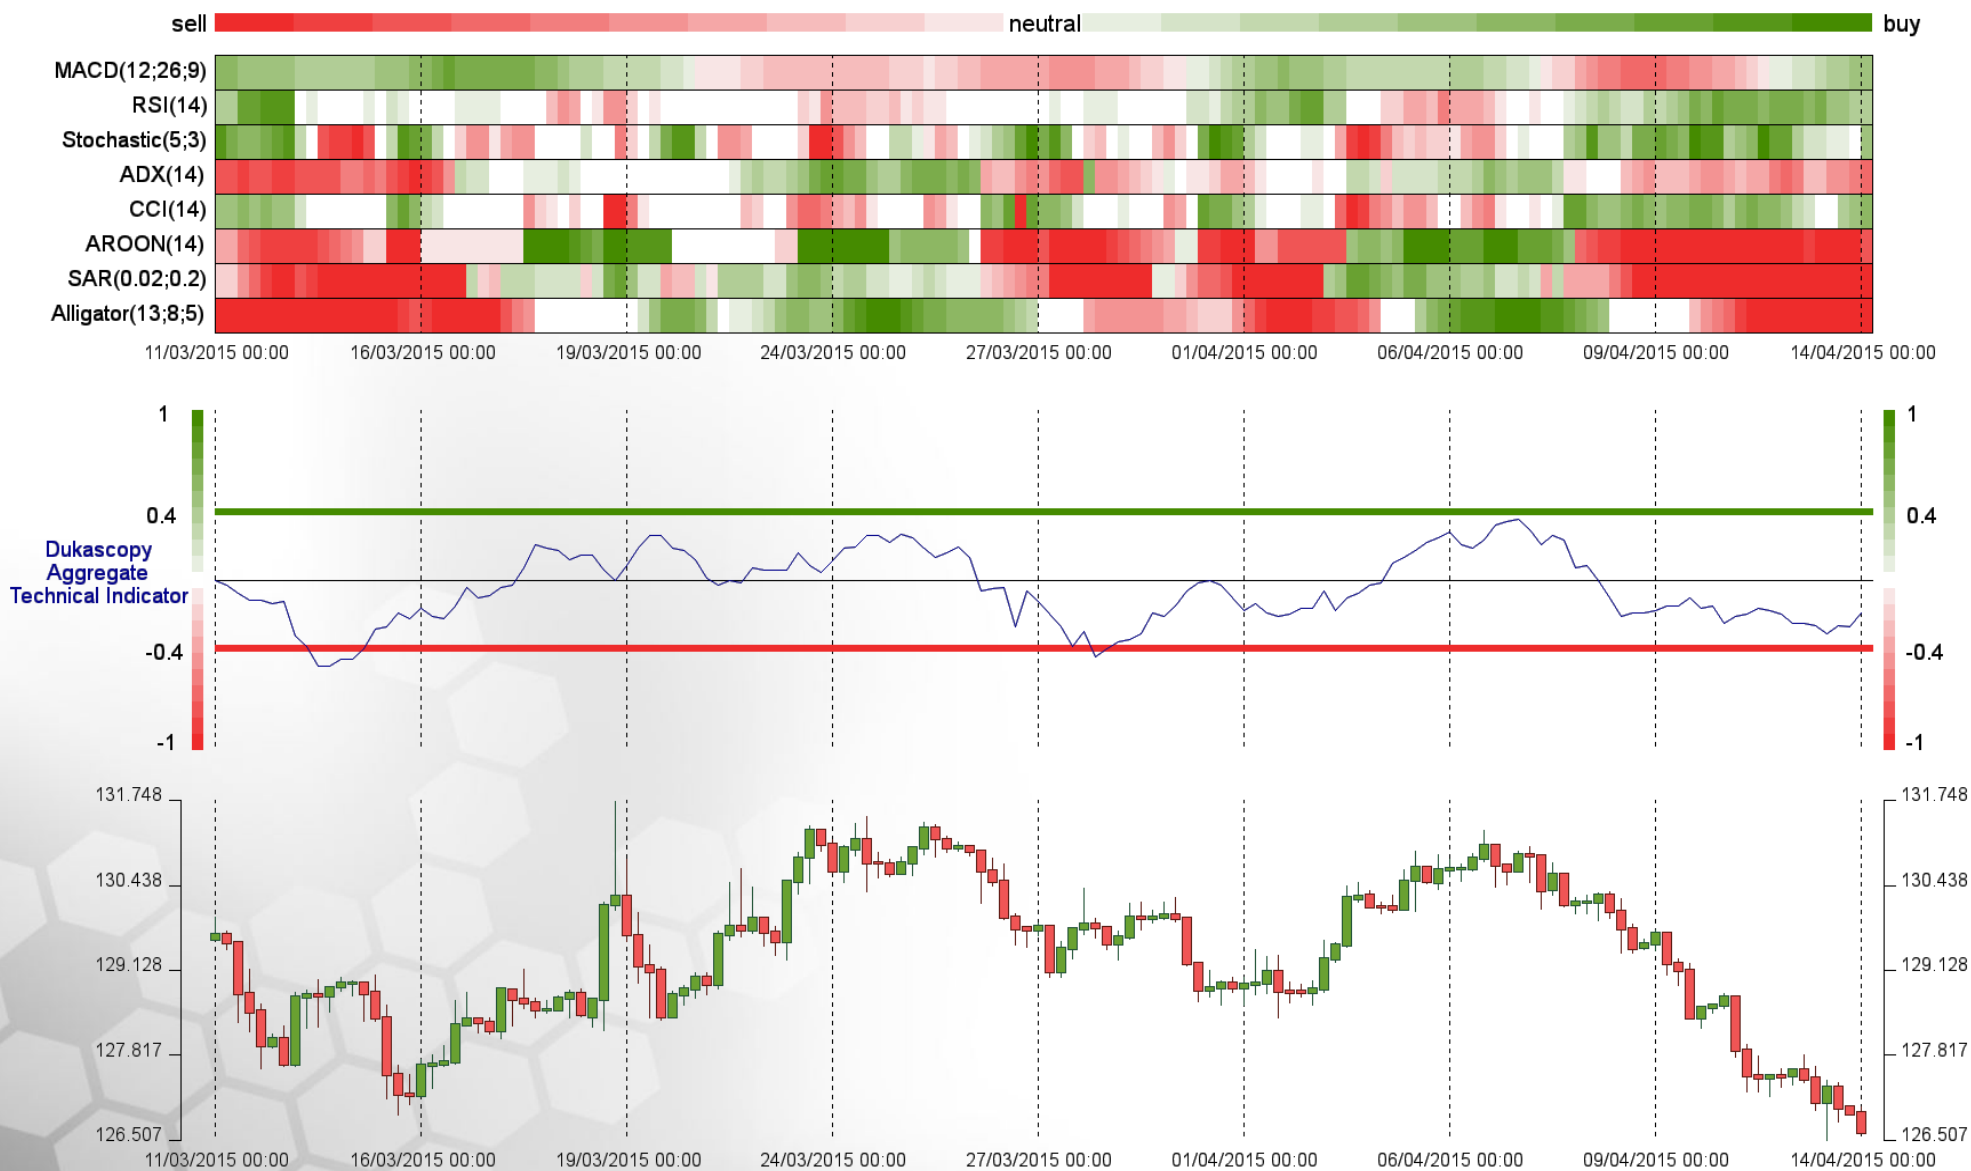 sell neutral buy
MACD(12;26;9)
RSI(14)
Stochastic(5;3)
ADX(14)
CCI(14)
AROON(14)
SAR(0.02;0.2)
Alligator(13;8;5)
11/03/2015 00:00 16/03/2015 00:00 19/03/2015 00:00 24/03/2015 00:00 27/03/2015 00:00 01/04/2015 00:00 06/04/2015 00:00 09/04/2015 00:00 14/04/2015 00:00
1 1
0.4 0.4
Dukascopy
Aggregate
Technical Indicator
-0.4 -0.4
-1 -1
131.748 131.748
130.438 130.438
129.128 129.128
127.817 127.817
126.507 126.507
11/03/2015 00:00 16/03/2015 00:00 19/03/2015 00:00 24/03/2015 00:00 27/03/2015 00:00 01/04/2015 00:00 06/04/2015 00:00 09/04/2015 00:00 14/04/2015 00:00